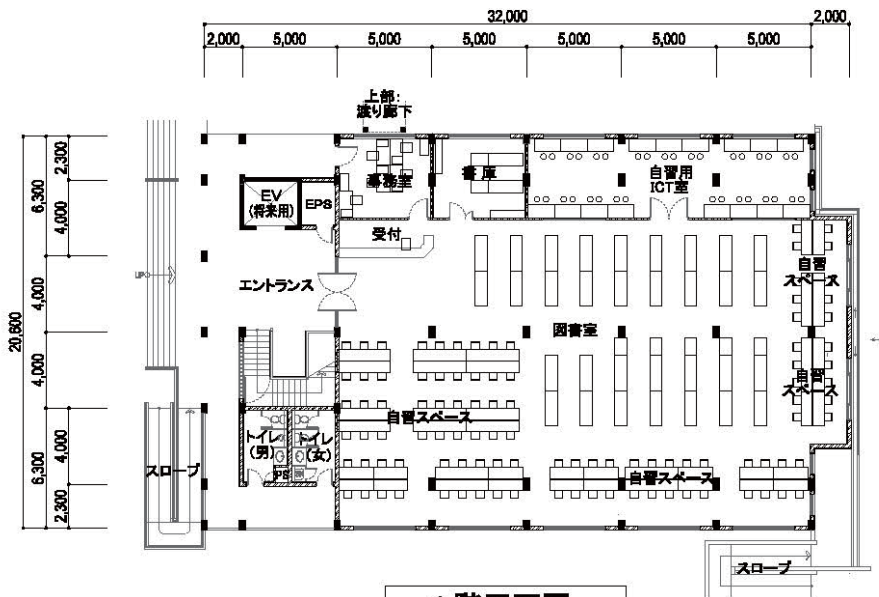 32,000
2,000
2,000
5,000
5,000
5,000
5,000
5,000
5,000
上部：
渡り廊下
20,600
6,300
4,000
4,000
6,300
2,300
4,000
4,000
2,300
EV
(将来用)
EPS
事務室
書庫
自習用
ICT室
受付
UP
エントランス
図書室
自習
スペース
自習
スペース
自習スペース
自習スペース
トイレ
(男)
トイレ
(女)
PS
スロープ
スロープ
階平面図